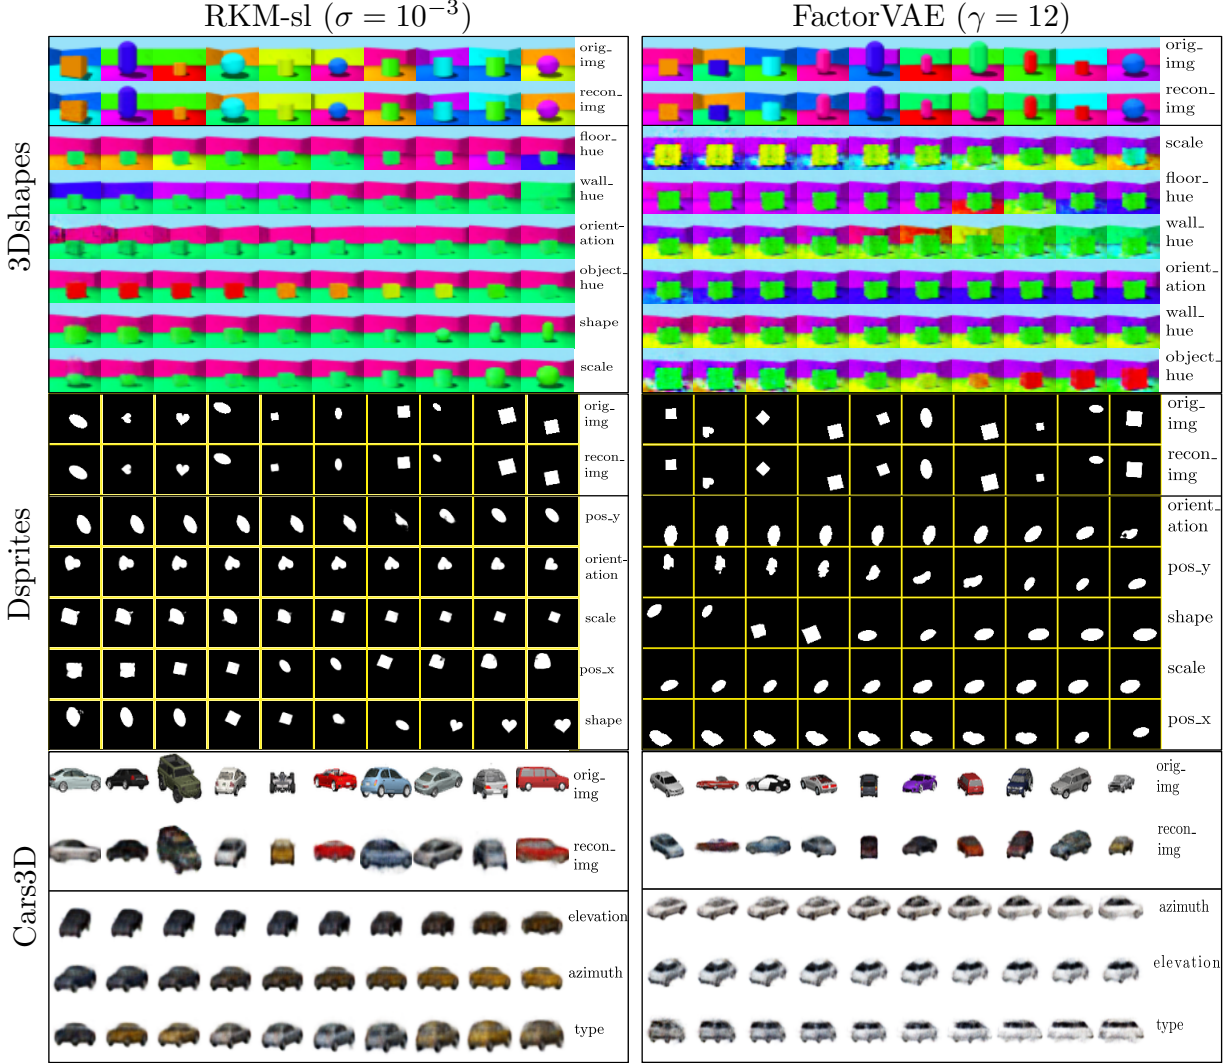 RKM-sl (σ = 10⁻³)
FactorVAE (γ = 12)
3Dshapes
orig_
img
recon_
img
floor_
hue
wall_
hue
orient-
ation
object_
hue
shape
scale
orig_
img
recon_
img
scale
floor_
hue
wall_
hue
orient_
ation
wall_
hue
object_
hue
Dsprites
orig_
img
recon_
img
pos_y
orient-
ation
scale
pos_x
shape
orig_
img
recon_
img
orient_
ation
pos_y
shape
scale
pos_x
Cars3D
orig_
img
recon_
img
elevation
azimuth
type
orig_
img
recon_
img
azimuth
elevation
type